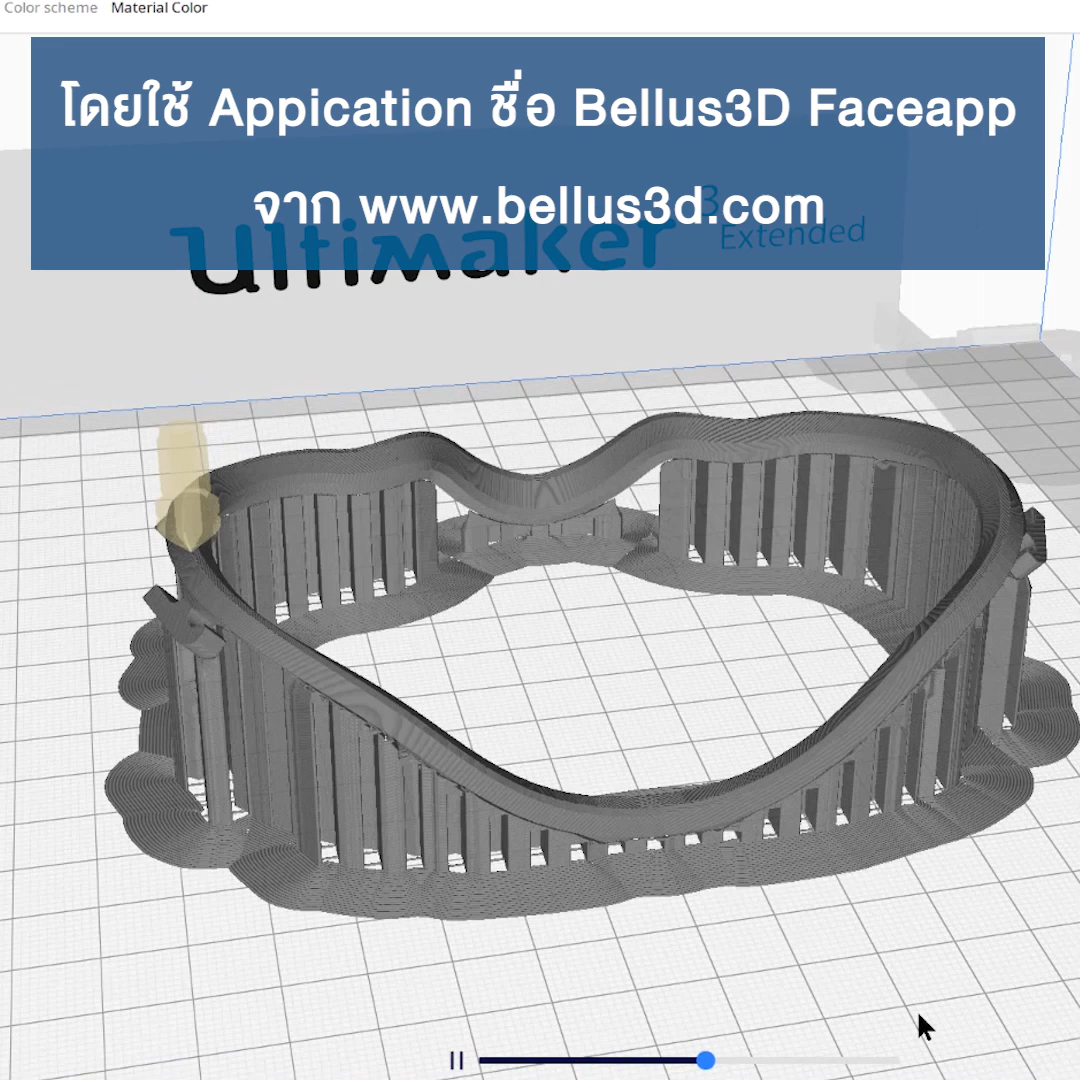 Color scheme Material Color
โดยใช้ Appication ชื่อ Bellus3D Faceapp
จาก www.bellus3d.com
Ultimaker 3
Extended